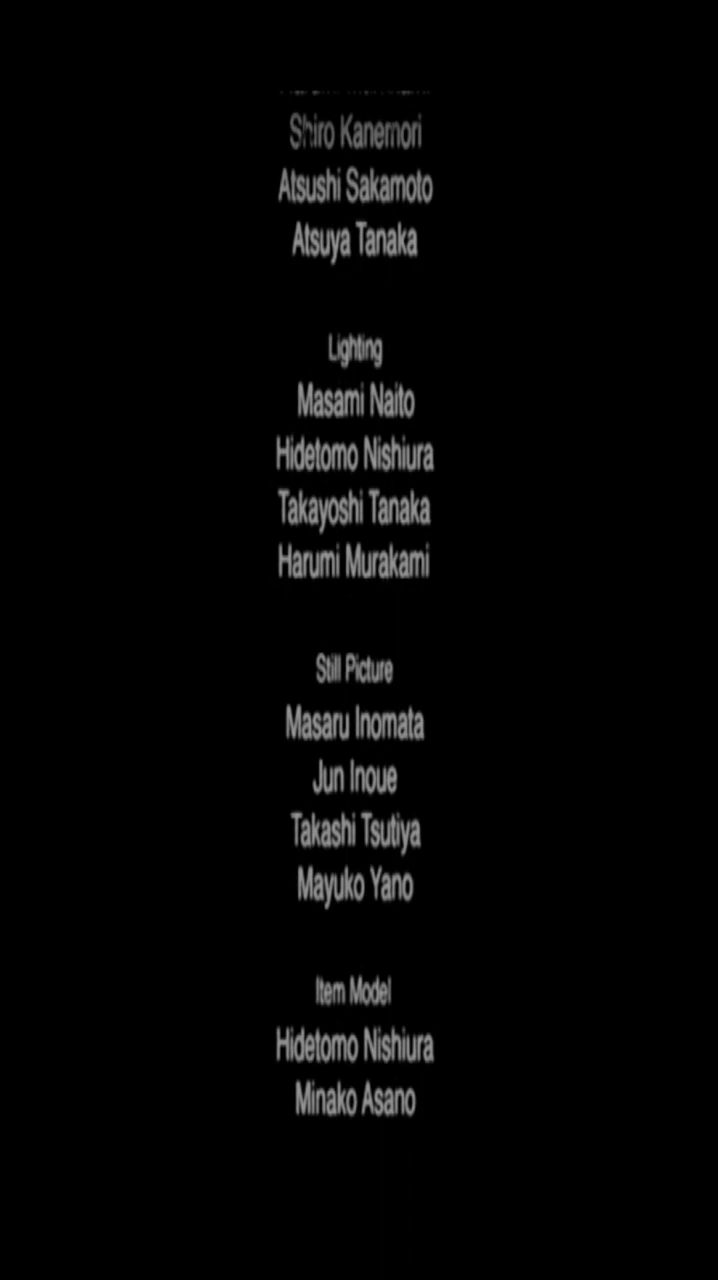 Shiro Kanemori
Atsushi Sakamoto
Atsuya Tanaka
Lighting
Masami Naito
Hidetomo Nishiura
Takayoshi Tanaka
Harumi Murakami
Still Picture
Masaru Inomata
Jun Inoue
Takashi Tsutiya
Mayuko Yano
Item Model
Hidetomo Nishiura
Minako Asano